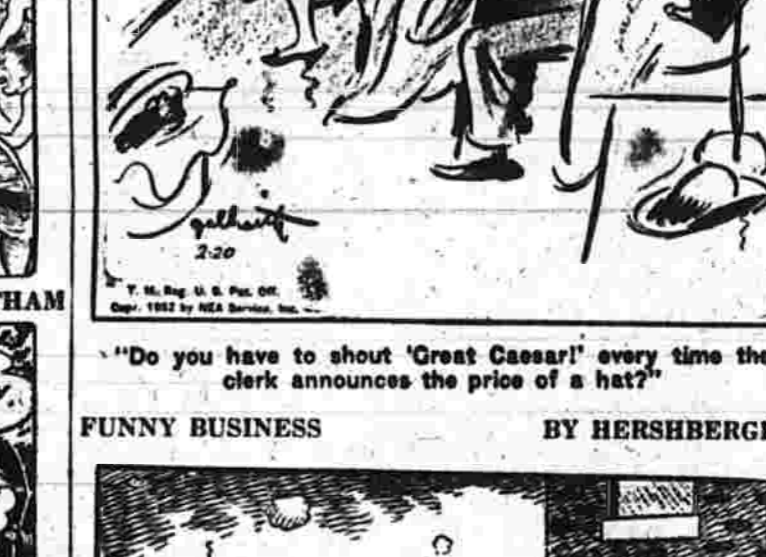 galbraith
2-20
T. M. Reg. U. S. Pat. Off.
Copr. 1952 by NEA Service, Inc.
THAM
"Do you have to shout 'Great Caesar!' every time the
clerk announces the price of a hat?"
FUNNY BUSINESS
BY HERSHBERGE